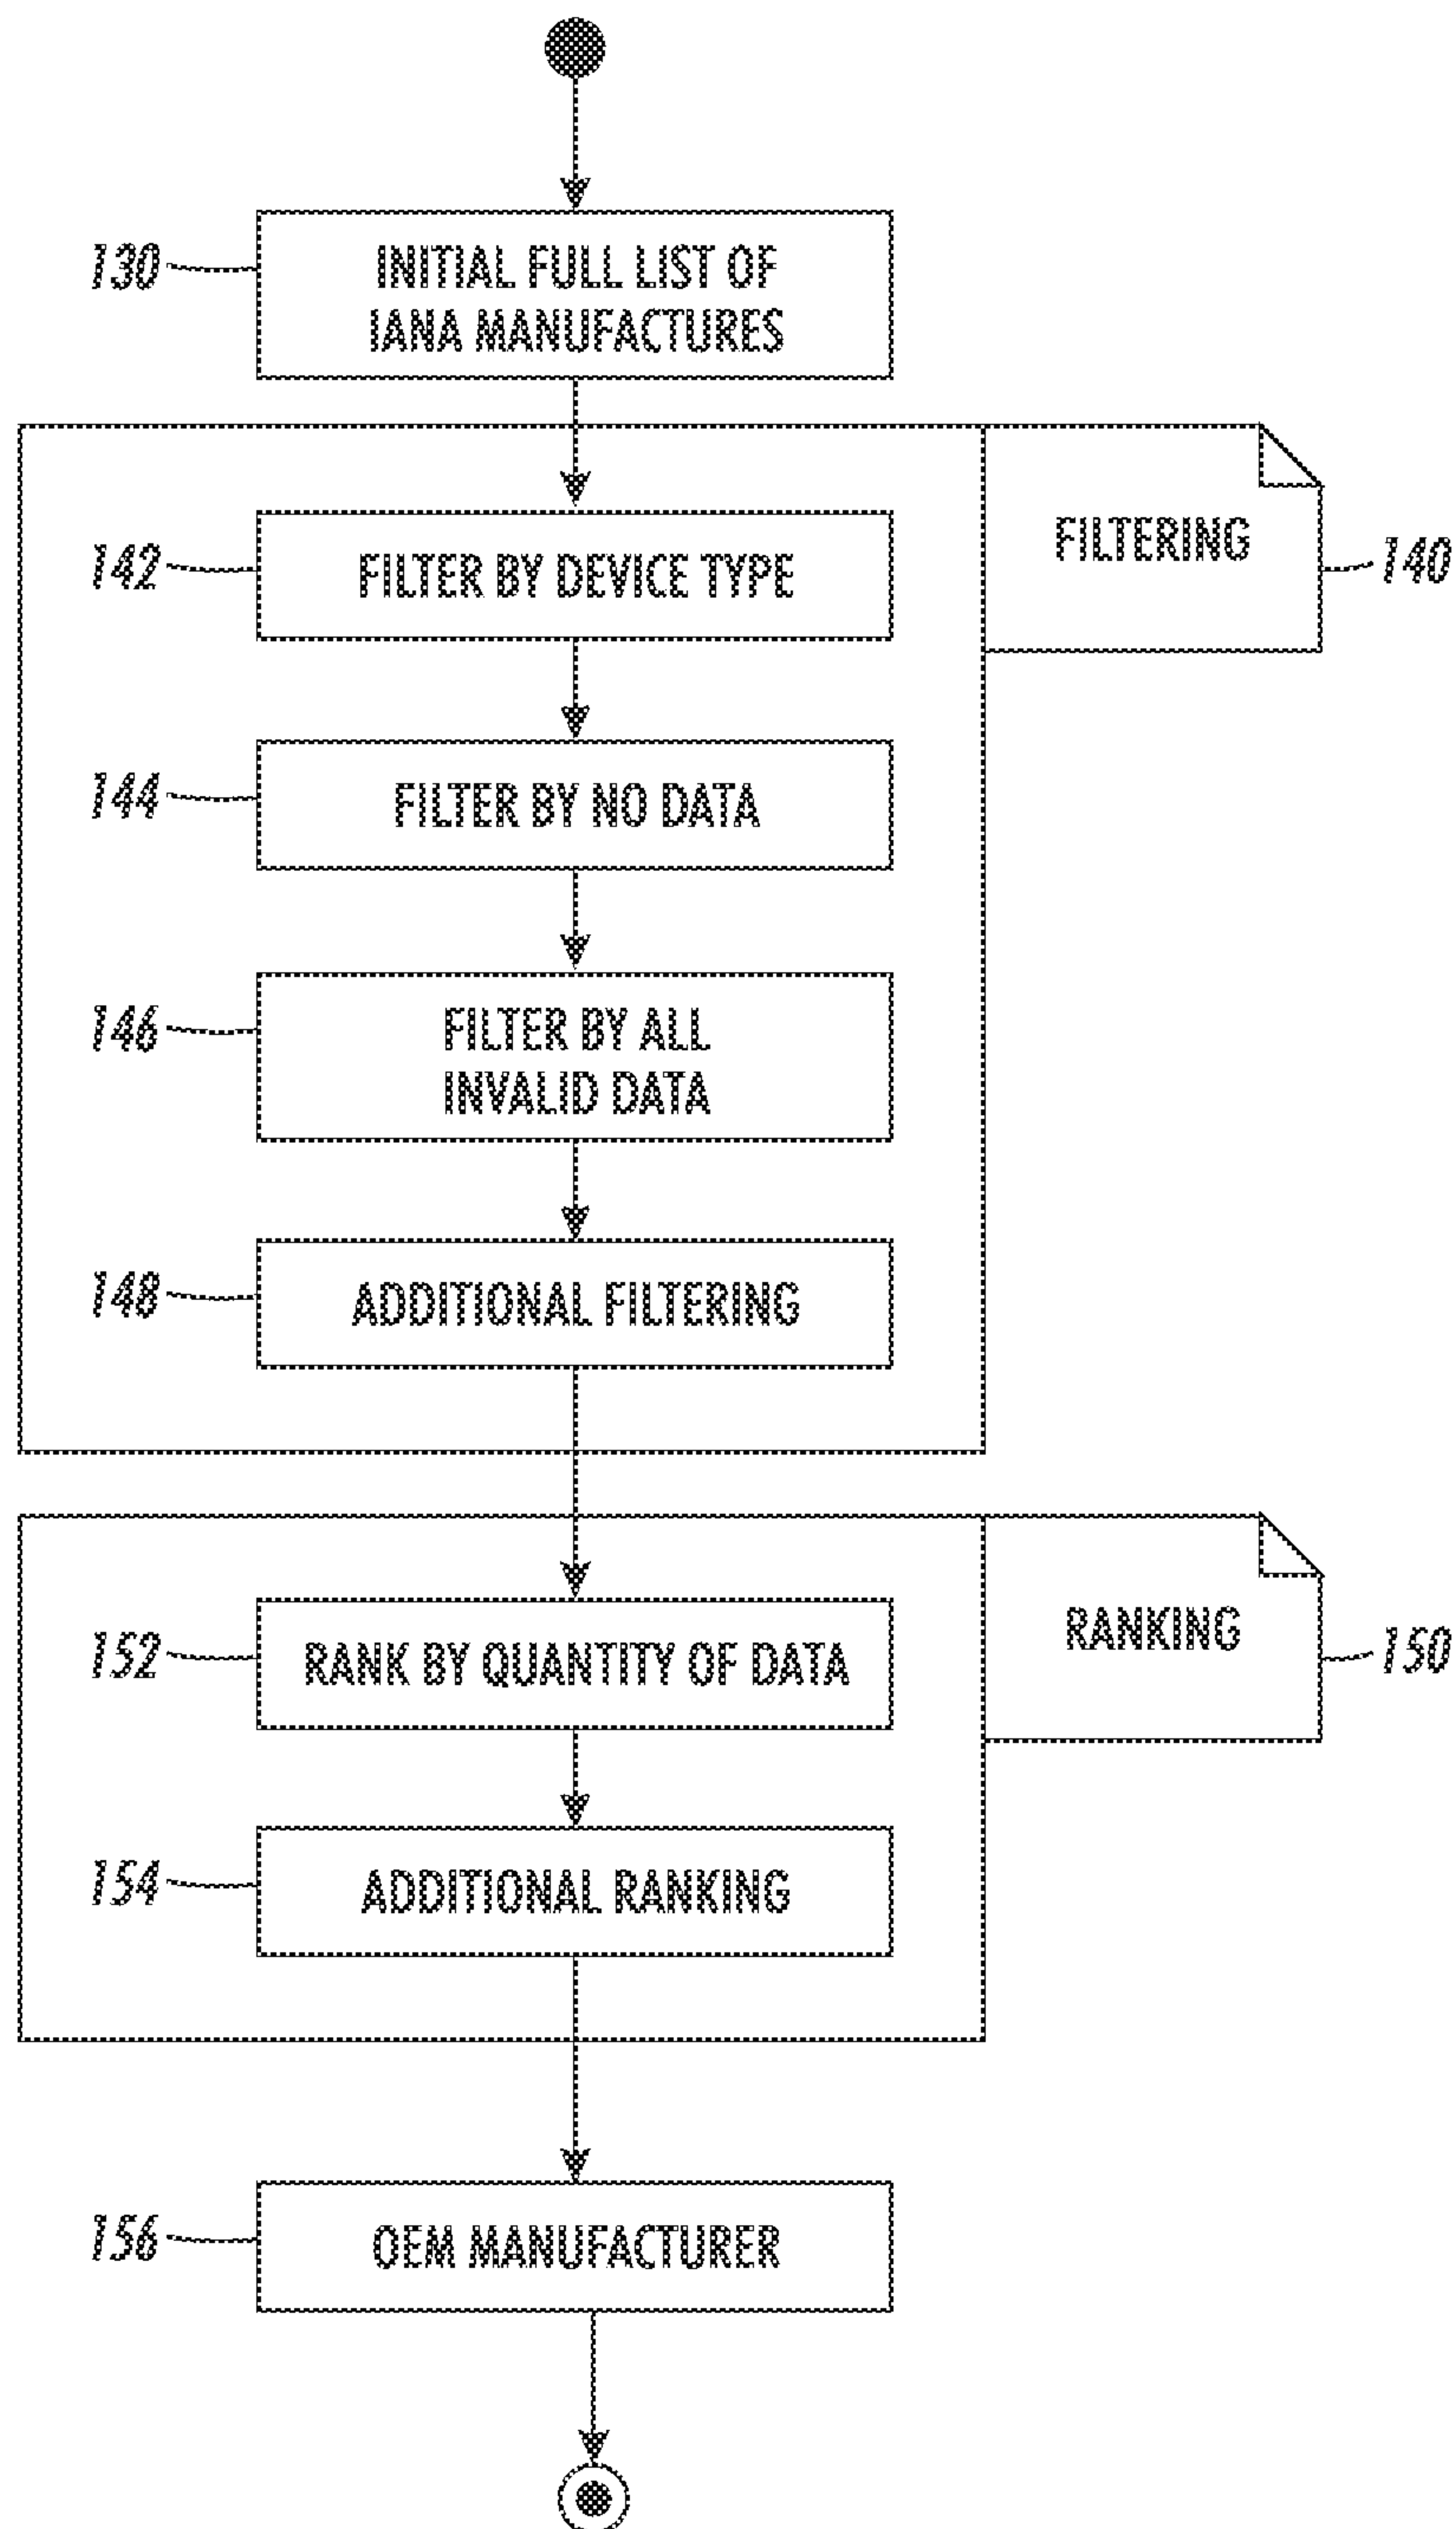 130
INITIAL FULL LIST OF
IANA MANUFACTURES
142
FILTER BY DEVICE TYPE
FILTERING
140
144
FILTER BY NO DATA
146
FILTER BY ALL
INVALID DATA
148
ADDITIONAL FILTERING
152
RANK BY QUANTITY OF DATA
RANKING
150
154
ADDITIONAL RANKING
156
OEM MANUFACTURER